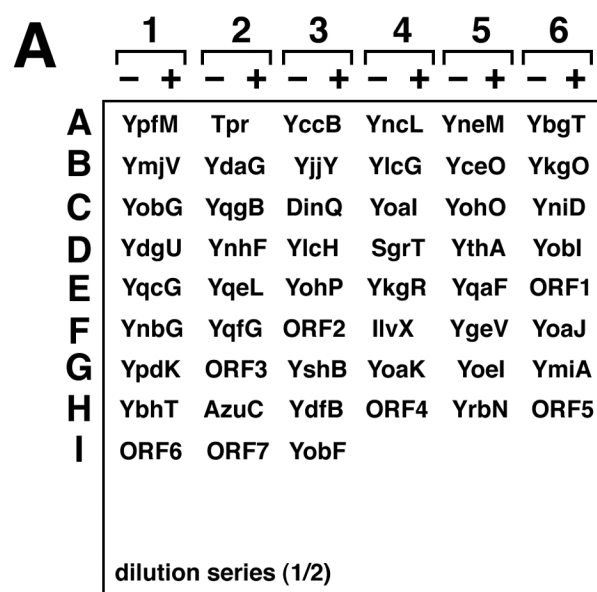 A
1 2 3 4 5 6
− + − + − + − + − + − +
A YpfM Tpr YccB YncL YneM YbgT
B YmjV YdaG YjjY YlcG YceO YkgO
C YobG YqgB DinQ YoaI YohO YniD
D YdgU YnhF YlcH SgrT YthA YobI
E YqcG YqeL YohP YkgR YqaF ORF1
F YnbG YqfG ORF2 IlvX YgeV YoaJ
G YpdK ORF3 YshB YoaK YoeI YmiA
H YbhT AzuC YdfB ORF4 YrbN ORF5
I ORF6 ORF7 YobF
dilution series (1/2)